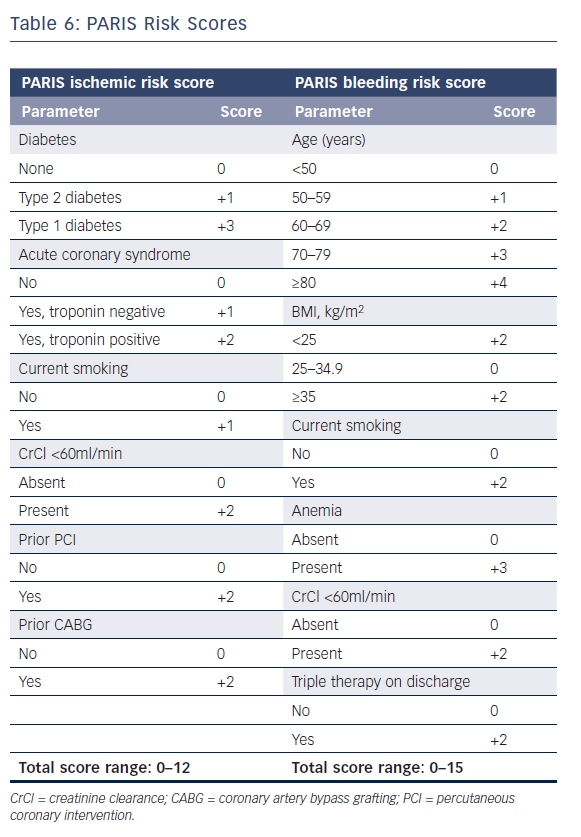 Table 6: PARIS Risk Scores
PARIS ischemic risk score PARIS bleeding risk score
Parameter Score Parameter Score
Diabetes Age (years)
None 0 <50 0
Type 2 diabetes +1 50–59 +1
Type 1 diabetes +3 60–69 +2
Acute coronary syndrome 70–79 +3
No 0 ≥80 +4
Yes, troponin negative +1 BMI, kg/m²
Yes, troponin positive +2 <25 +2
Current smoking 25–34.9 0
No 0 ≥35 +2
Yes +1 Current smoking
CrCl <60ml/min No 0
Absent 0 Yes +2
Present +2 Anemia
Prior PCI Absent 0
No 0 Present +3
Yes +2 CrCl <60ml/min
Prior CABG Absent 0
No 0 Present +2
Yes +2 Triple therapy on discharge
No 0
Yes +2
Total score range: 0–12 Total score range: 0–15
CrCl = creatinine clearance; CABG = coronary artery bypass grafting; PCI = percutaneous
coronary intervention.